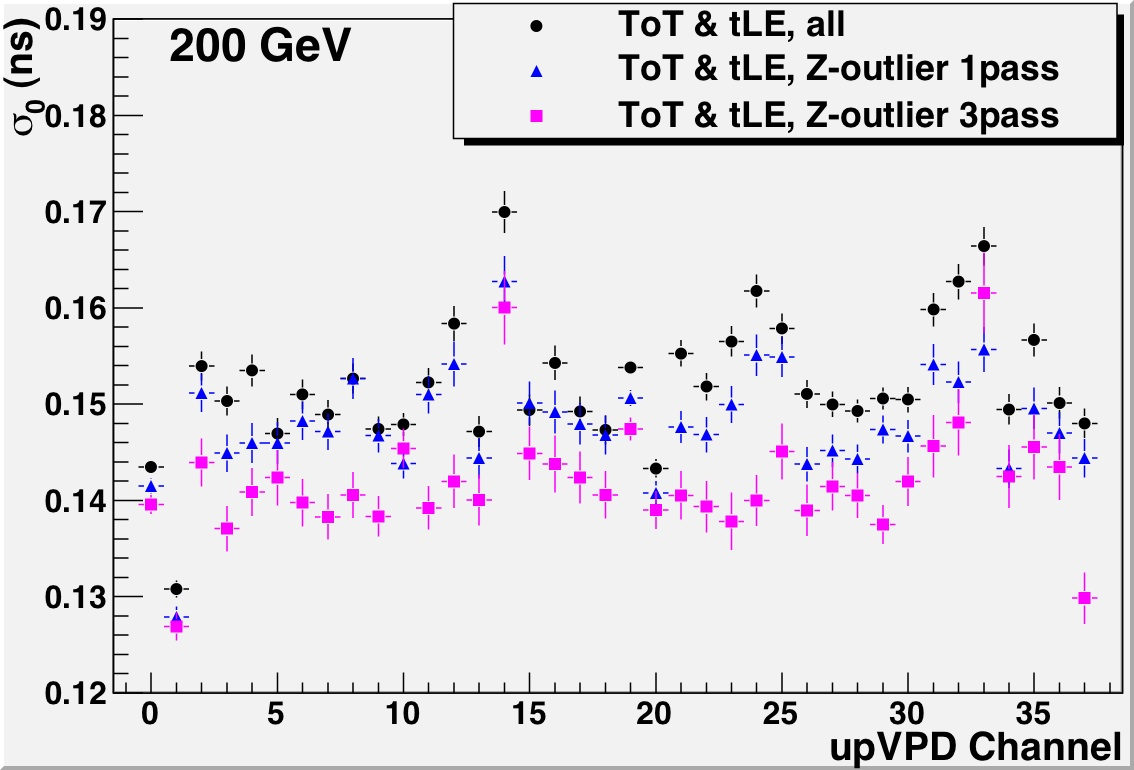 σ0 (ns)
200 GeV
ToT & tLE, all
ToT & tLE, Z-outlier 1pass
ToT & tLE, Z-outlier 3pass
0.19
0.18
0.17
0.16
0.15
0.14
0.13
0.12
0 5 10 15 20 25 30 35
upVPD Channel